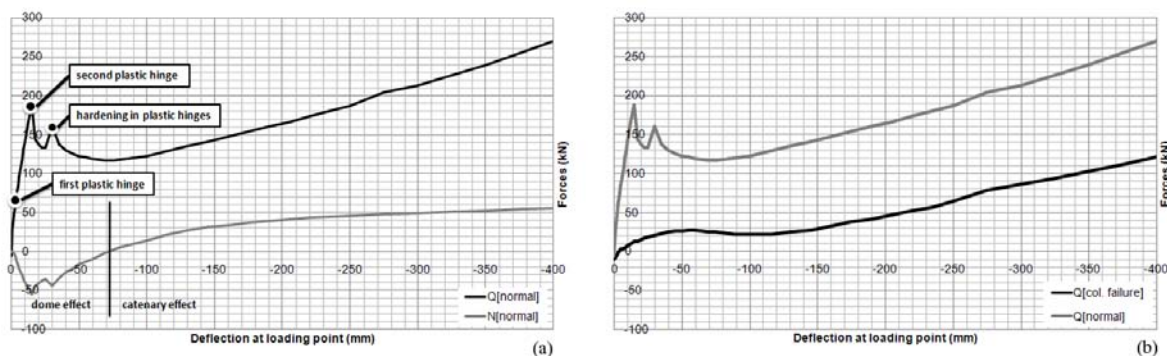 300
250
200
150
100
50
0
-50
-100
0
-50
-100
-150
-200
-250
-300
-350
-400
second plastic hinge
hardening in plastic hinges
first plastic hinge
dome effect
catenary effect
Forces (kN)
Q[normal]
N[normal]
Deflection at loading point (mm)
(a)
300
250
200
150
100
50
0
-50
-100
0
-50
-100
-150
-200
-250
-300
-350
-400
Forces (kN)
Q[col. failure]
Q[normal]
Deflection at loading point (mm)
(b)